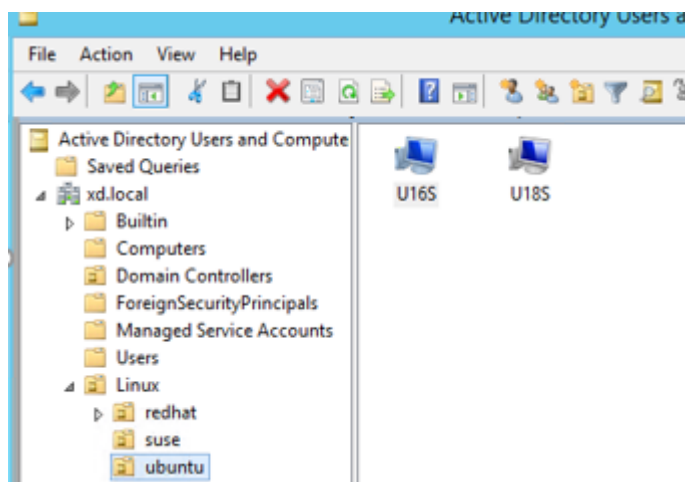 Active Directory Users a
File Action View Help
Active Directory Users and Compute
Saved Queries
xd.local
Builtin
Computers
Domain Controllers
ForeignSecurityPrincipals
Managed Service Accounts
Users
Linux
redhat
suse
ubuntu
U16S U18S